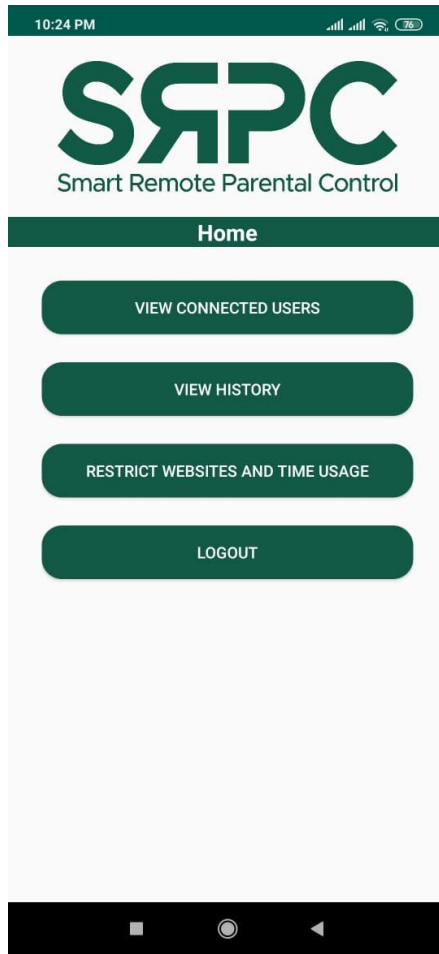 10:24 PM
76
SЯPC
Smart Remote Parental Control
Home
VIEW CONNECTED USERS
VIEW HISTORY
RESTRICT WEBSITES AND TIME USAGE
LOGOUT